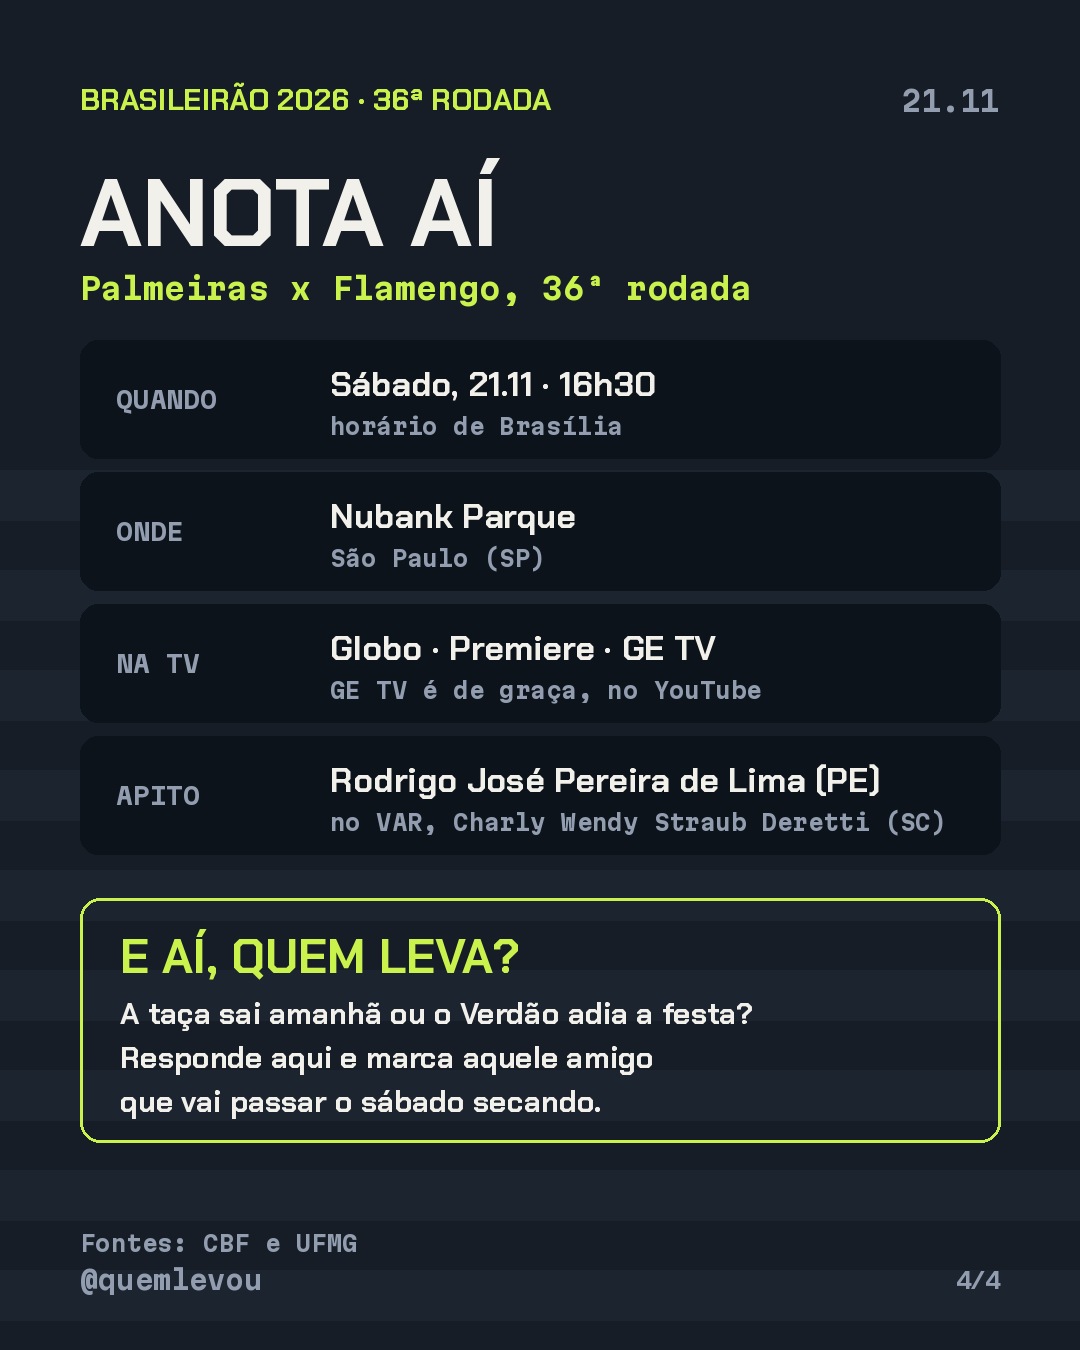 BRASILEIRÃO 2026 · 36ª RODADA
21.11
ANOTA AÍ
Palmeiras x Flamengo, 36ª rodada
QUANDO
Sábado, 21.11 · 16h30
horário de Brasília
ONDE
Nubank Parque
São Paulo (SP)
NA TV
Globo · Premiere · GE TV
GE TV é de graça, no YouTube
APITO
Rodrigo José Pereira de Lima (PE)
no VAR, Charly Wendy Straub Deretti (SC)
E AÍ, QUEM LEVA?
A taça sai amanhã ou o Verdão adia a festa?
Responde aqui e marca aquele amigo
que vai passar o sábado secando.
Fontes: CBF e UFMG
@quemlevou
4/4